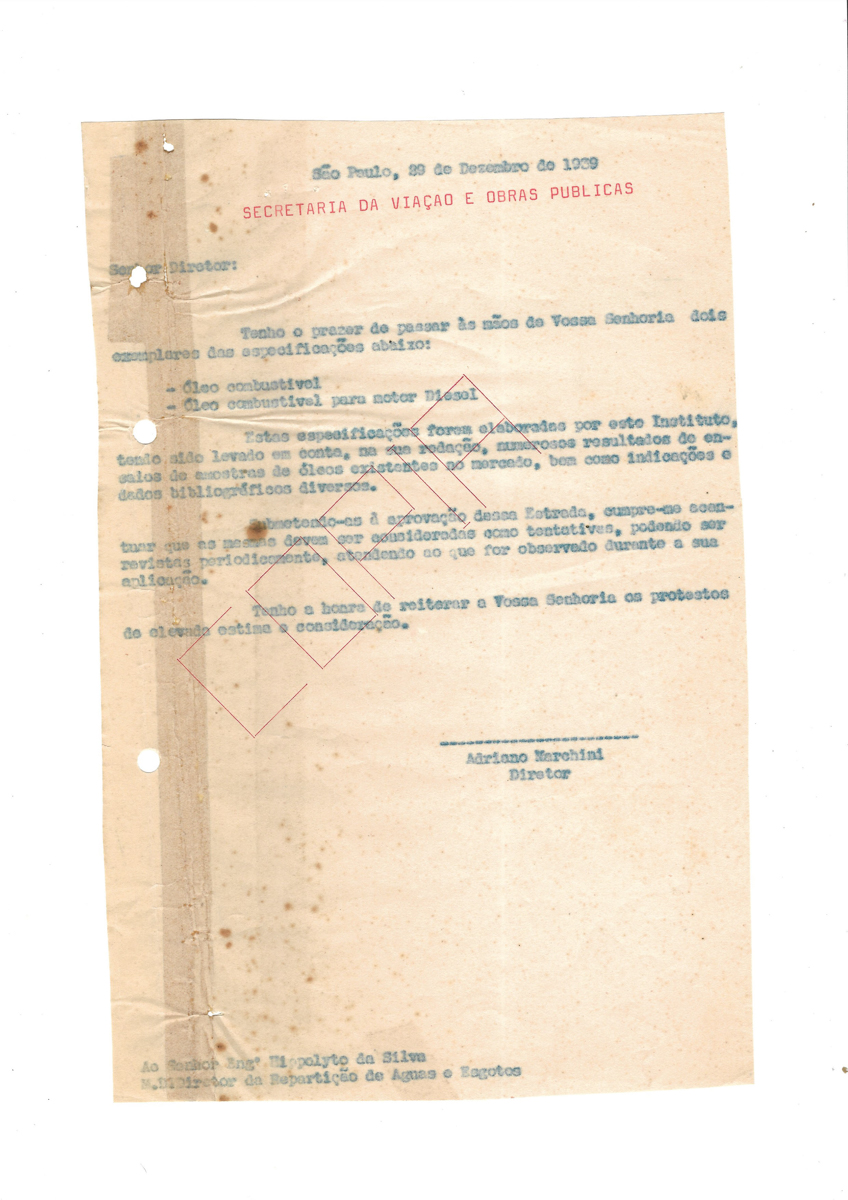 São Paulo, 29 de Dezembro de 1939
SECRETARIA DA VIAÇAO E OBRAS PUBLICAS
Senhor Diretor:
Tenho o prazer de passar às mãos de Vossa Senhoria dois
exemplares das especificações abaixo:
- Óleo combustivel
- Óleo combustivel para motor Diesel
Estas especificações foram elaboradas por este Instituto,
tendo sido levado em conta, na sua redação, numerosos resultados de en-
saios de amostras de óleos existentes no mercado, bem como indicações e
dados bibliográficos diversos.
Submetendo-as à aprovação dessa Estrada, cumpre-me acen-
tuar que as mesmas devem ser consideradas como tentativas, podendo ser
revistas periodicamente, atendendo ao que for observado durante a sua
aplicação.
Tenho a honra de reiterar a Vossa Senhoria os protestos
de elevada estima e consideração.
COPIA
Adriano Marchini
Diretor
Ao Senhor Engº Hippolyto da Silva
M.D.Diretor da Repartição de Aguas e Esgotos